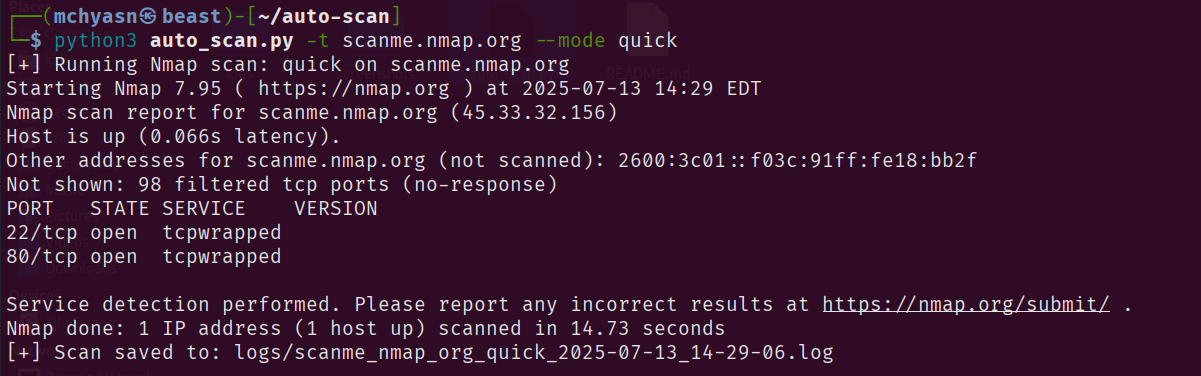 ┌──(mchyasn㉿beast)-[~/auto-scan]
└─$ python3 auto_scan.py -t scanme.nmap.org --mode quick
[+] Running Nmap scan: quick on scanme.nmap.org
Starting Nmap 7.95 ( https://nmap.org ) at 2025-07-13 14:29 EDT
Nmap scan report for scanme.nmap.org (45.33.32.156)
Host is up (0.066s latency).
Other addresses for scanme.nmap.org (not scanned): 2600:3c01::f03c:91ff:fe18:bb2f
Not shown: 98 filtered tcp ports (no-response)
PORT   STATE SERVICE    VERSION
22/tcp open  tcpwrapped
80/tcp open  tcpwrapped

Service detection performed. Please report any incorrect results at https://nmap.org/submit/ .
Nmap done: 1 IP address (1 host up) scanned in 14.73 seconds
[+] Scan saved to: logs/scanme_nmap_org_quick_2025-07-13_14-29-06.log